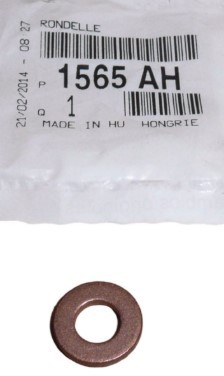 RONDELLE
P 1565 AH
Q 1
MADE IN HU HONGRIE
21/02/2014 - 08 27